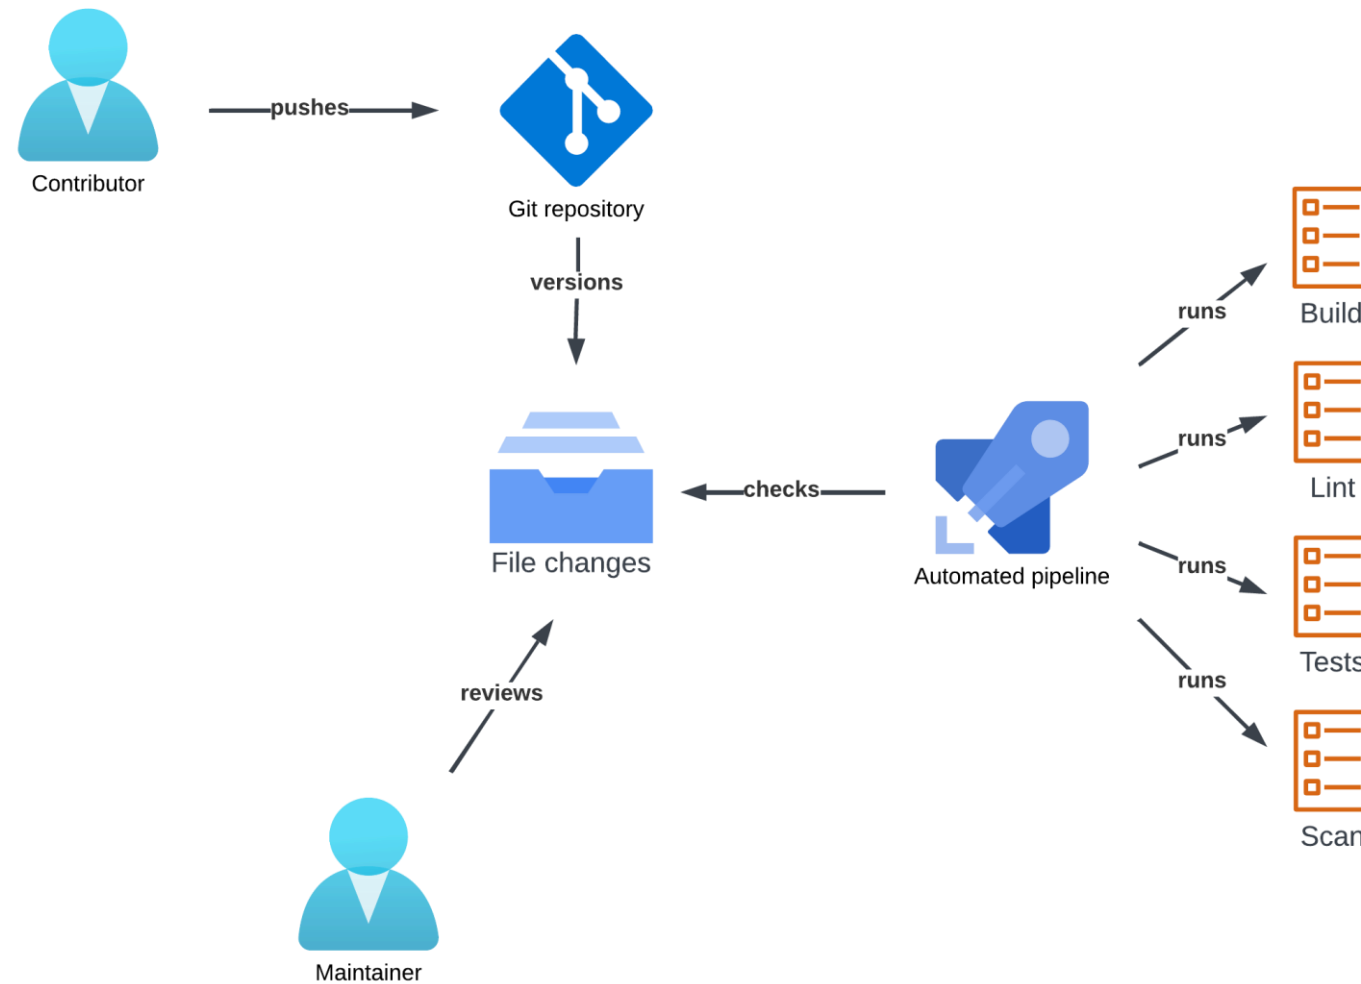 Contributor
pushes
Git repository
versions
File changes
checks
Automated pipeline
reviews
Maintainer
runs
Build
runs
Lint
runs
Tests
runs
Scan